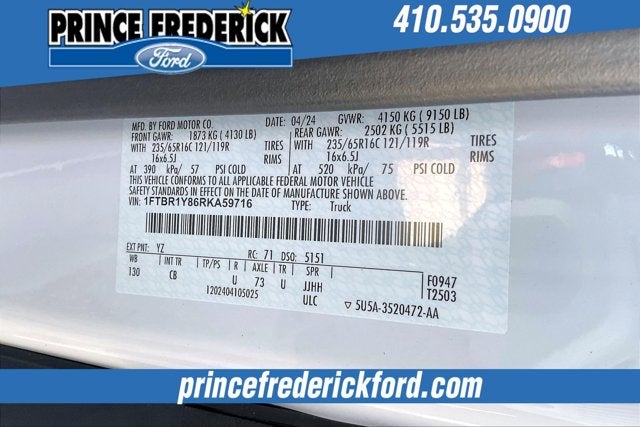 PRINCE FREDERICK
Ford
410.535.0900
MFD. BY FORD MOTOR CO. 04/24 GVWR: 4150 KG ( 9150 LB)
FRONT GAWR: 1873 KG ( 4130 LB) REAR GAWR: 2502 KG ( 5515 LB)
WITH 235/65R16C 121/119R TIRES WITH 235/65R16C 121/119R TIRES
16x6.5J RIMS 16x6.5J RIMS
AT 390 kPa/ 57 PSI COLD AT 520 kPa/ 75 PSI COLD
THIS VEHICLE CONFORMS TO ALL APPLICABLE FEDERAL MOTOR VEHICLE
SAFETY STANDARDS IN EFFECT ON THE DATE OF MANUFACTURE SHOWN ABOVE.
VIN: 1FTBR1Y86RKA59716 TYPE: Truck
EXT PNT: YZ RC: 71 DSO: 5151
WB INT TR TP/PS R AXLE TR SPR
130 CB U 73 U JJHH
1202404105025 ULC
F0947
T2503
▽ 5U5A-3520472-AA
princefrederickford.com